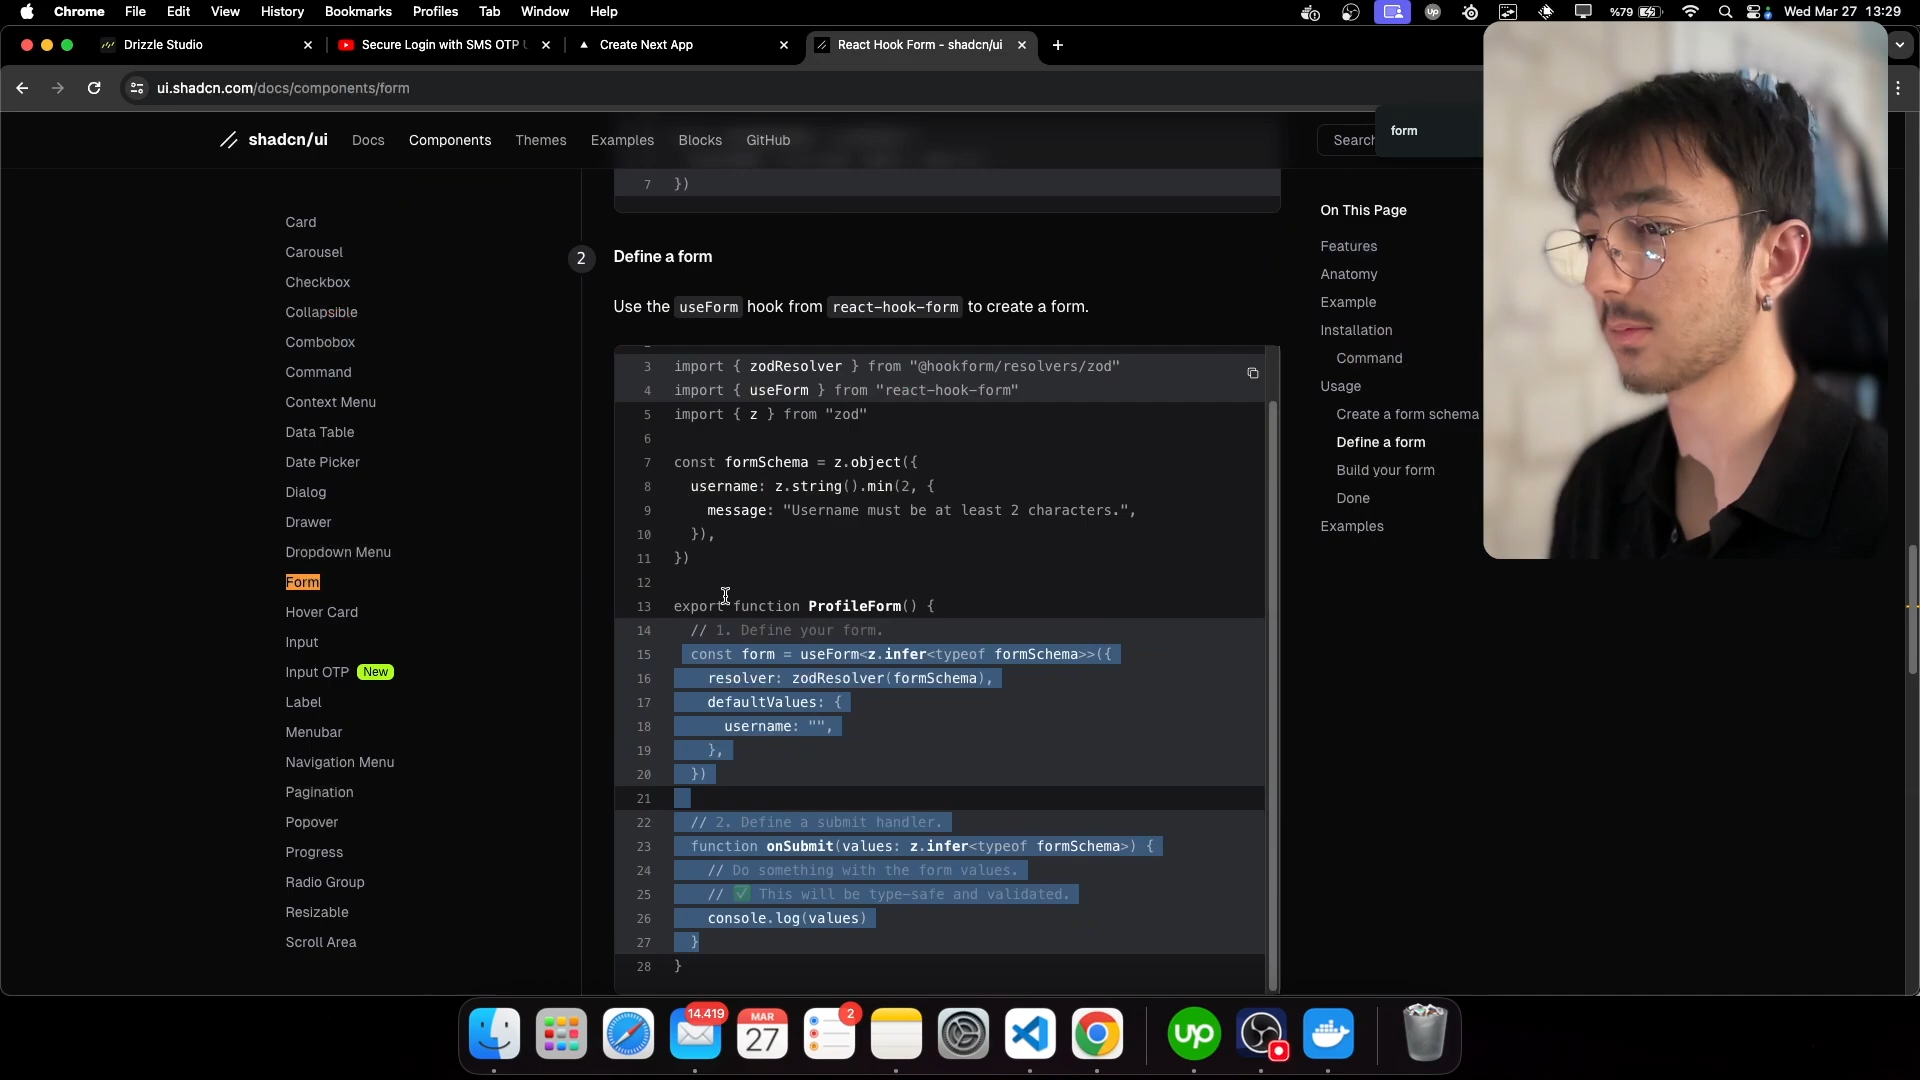 Chrome File Edit View History Bookmarks Profiles Tab Window Help
%79 Wed Mar 27 13:29
Drizzle Studio
Secure Login with SMS OTP
Create Next App
React Hook Form - shadcn/ui
ui.shadcn.com/docs/components/form
form
shadcn/ui Docs Components Themes Examples Blocks GitHub
Search
Card
Carousel
Checkbox
Collapsible
Combobox
Command
Context Menu
Data Table
Date Picker
Dialog
Drawer
Dropdown Menu
Form
Hover Card
Input
Input OTP New
Label
Menubar
Navigation Menu
Pagination
Popover
Progress
Radio Group
Resizable
Scroll Area
7 })
2 Define a form
Use the useForm hook from react-hook-form to create a form.
3 import { zodResolver } from "@hookform/resolvers/zod"
4 import { useForm } from "react-hook-form"
5 import { z } from "zod"
6
7 const formSchema = z.object({
8 username: z.string().min(2, {
9 message: "Username must be at least 2 characters.",
10 }),
11 })
12
13 export function ProfileForm() {
14 // 1. Define your form.
15 const form = useForm<z.infer<typeof formSchema>>({
16 resolver: zodResolver(formSchema),
17 defaultValues: {
18 username: "",
19 },
20 })
21
22 // 2. Define a submit handler.
23 function onSubmit(values: z.infer<typeof formSchema>) {
24 // Do something with the form values.
25 // ✅ This will be type-safe and validated.
26 console.log(values)
27 }
28 }
On This Page
Features
Anatomy
Example
Installation
Command
Usage
Create a form schema
Define a form
Build your form
Done
Examples
14.419
MAR
27
2
up